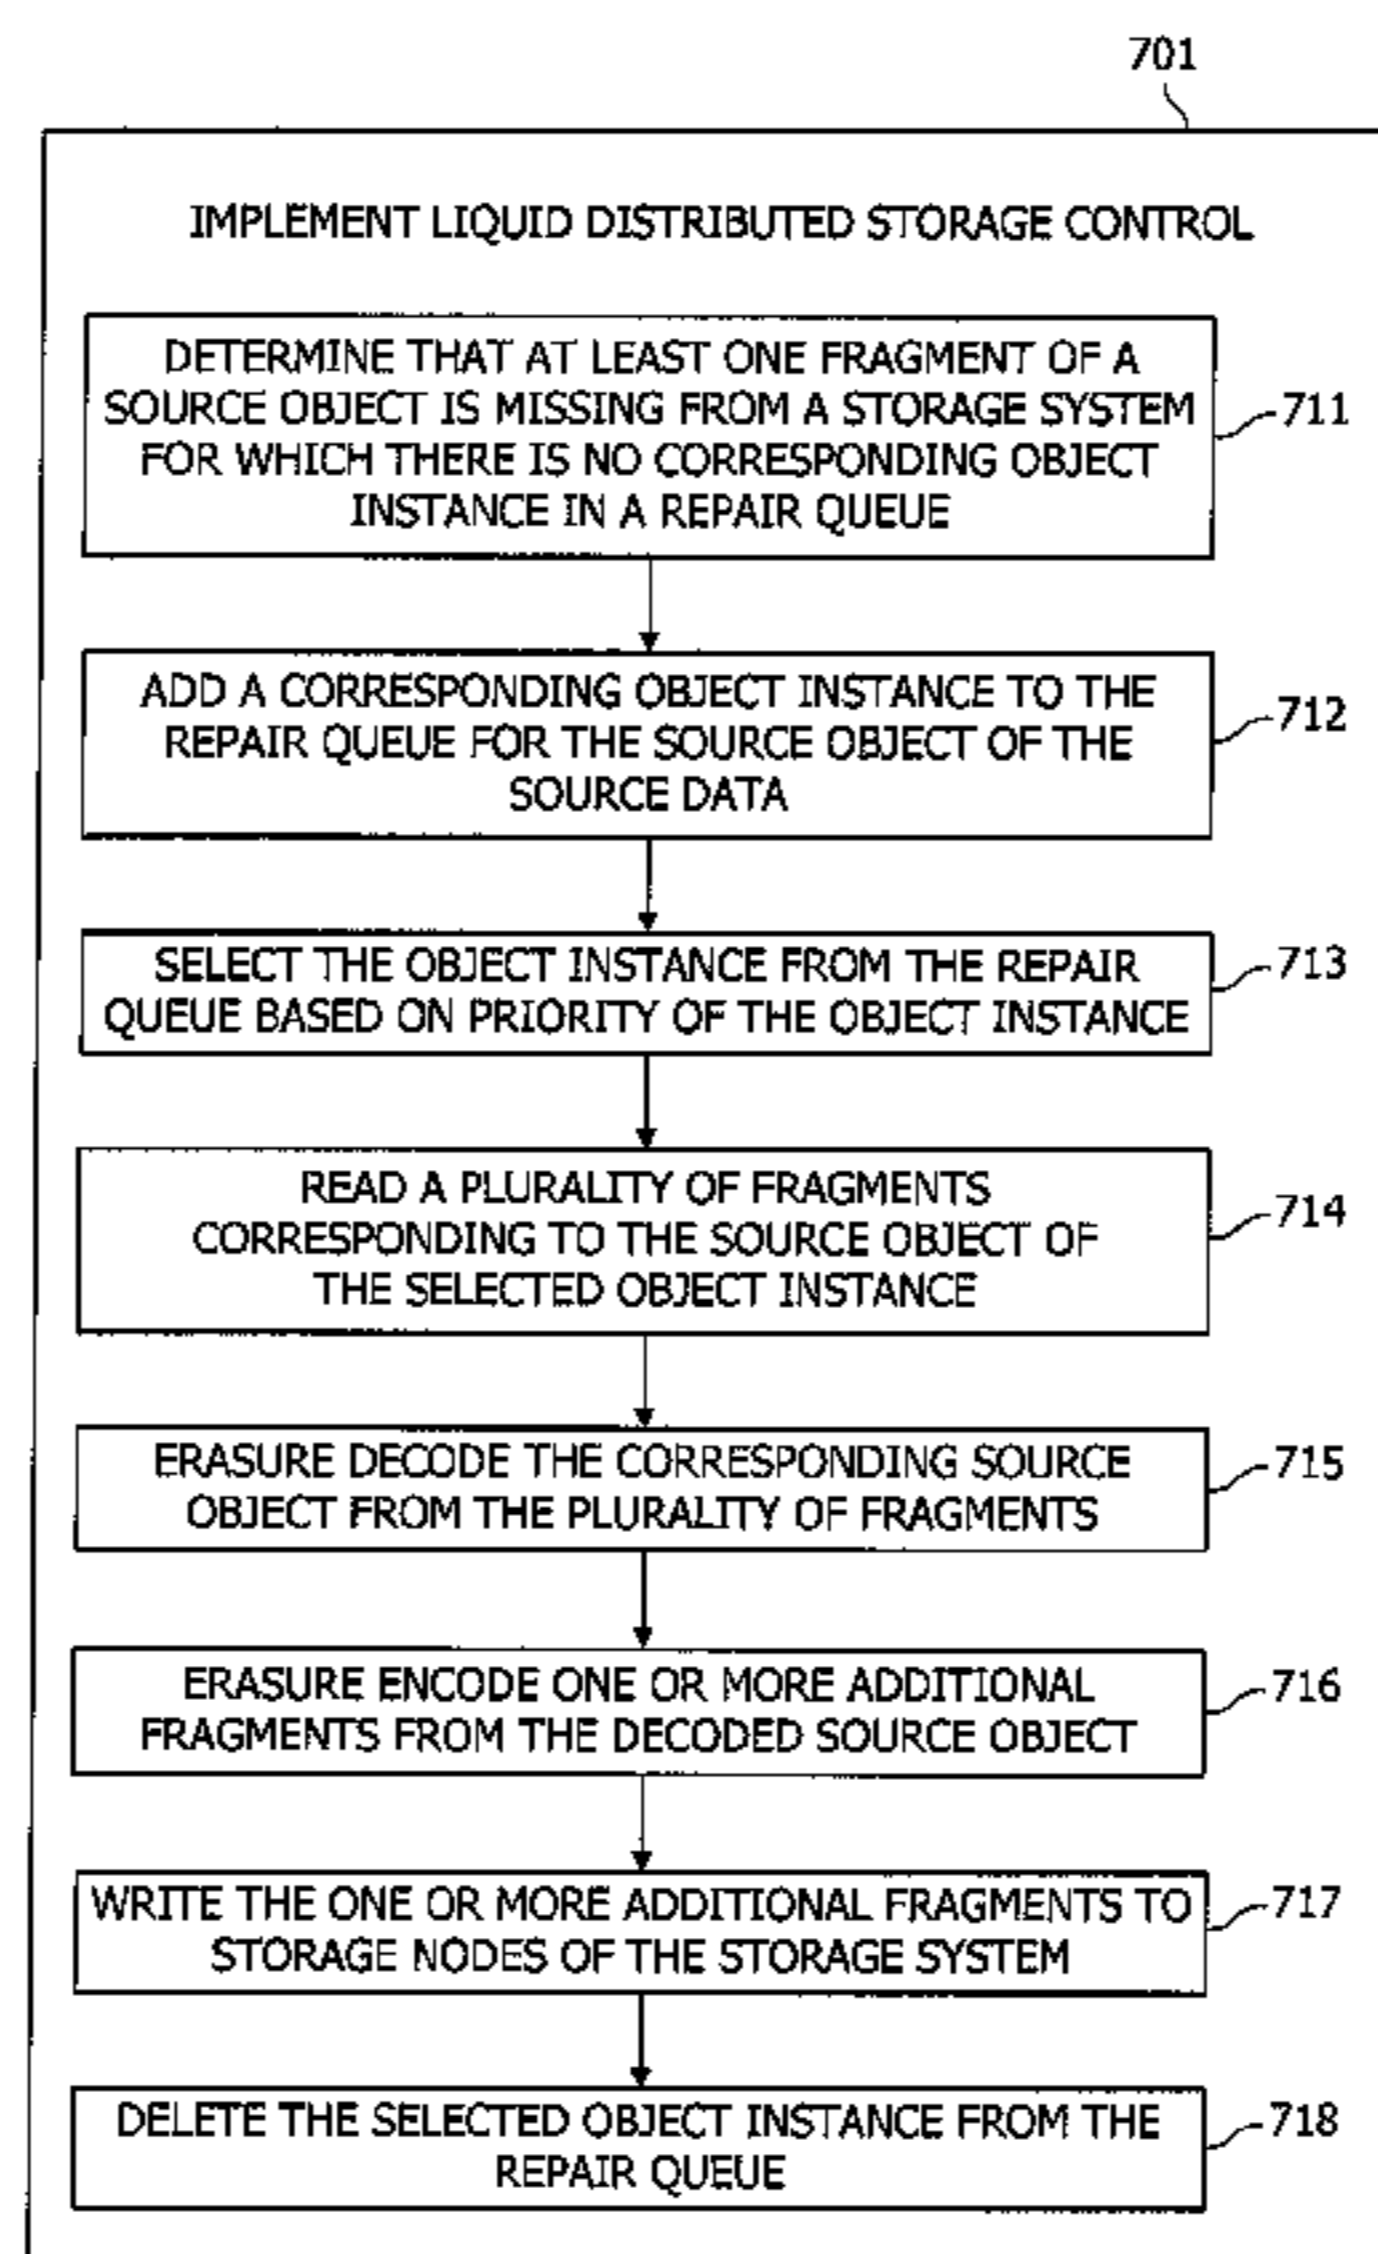 701
IMPLEMENT LIQUID DISTRIBUTED STORAGE CONTROL
DETERMINE THAT AT LEAST ONE FRAGMENT OF A
SOURCE OBJECT IS MISSING FROM A STORAGE SYSTEM
FOR WHICH THERE IS NO CORRESPONDING OBJECT
INSTANCE IN A REPAIR QUEUE
711
ADD A CORRESPONDING OBJECT INSTANCE TO THE
REPAIR QUEUE FOR THE SOURCE OBJECT OF THE
SOURCE DATA
712
SELECT THE OBJECT INSTANCE FROM THE REPAIR
QUEUE BASED ON PRIORITY OF THE OBJECT INSTANCE
713
READ A PLURALITY OF FRAGMENTS
CORRESPONDING TO THE SOURCE OBJECT OF
THE SELECTED OBJECT INSTANCE
714
ERASURE DECODE THE CORRESPONDING SOURCE
OBJECT FROM THE PLURALITY OF FRAGMENTS
715
ERASURE ENCODE ONE OR MORE ADDITIONAL
FRAGMENTS FROM THE DECODED SOURCE OBJECT
716
WRITE THE ONE OR MORE ADDITIONAL FRAGMENTS TO
STORAGE NODES OF THE STORAGE SYSTEM
717
DELETE THE SELECTED OBJECT INSTANCE FROM THE
REPAIR QUEUE
718